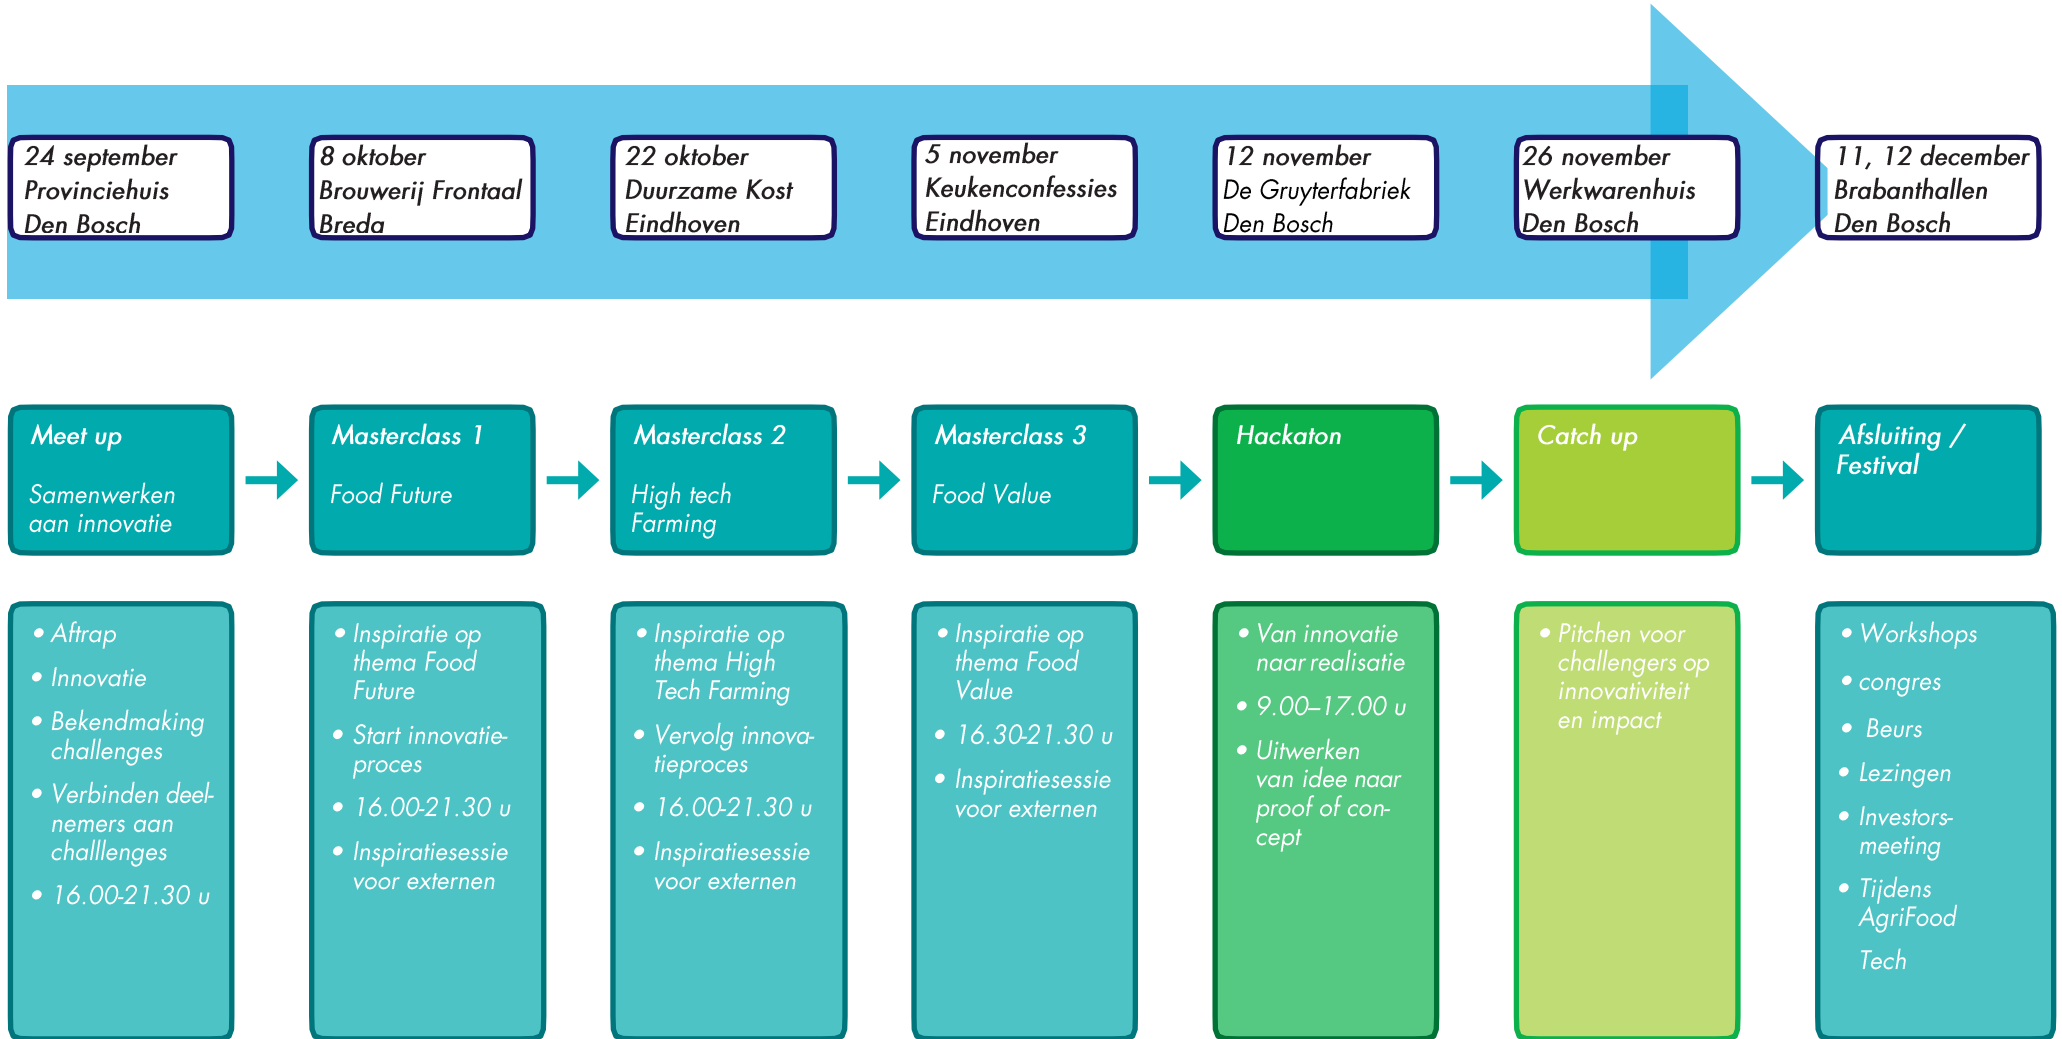 24 september
Provinciehuis
Den Bosch
8 oktober
Brouwerij Frontaal
Breda
22 oktober
Duurzame Kost
Eindhoven
5 november
Keukenconfessies
Eindhoven
12 november
De Gruyterfabriek
Den Bosch
26 november
Werkwarenhuis
Den Bosch
11, 12 december
Brabanthallen
Den Bosch
Meet up
Samenwerken
aan innovatie
Masterclass 1
Food Future
Masterclass 2
High tech
Farming
Masterclass 3
Food Value
Hackaton
Catch up
Afsluiting /
Festival
• Aftrap
• Innovatie
• Bekendmaking
challenges
• Verbinden deel-
nemers aan
challlenges
• 16.00-21.30 u
• Inspiratie op
thema Food
Future
• Start innovatie-
proces
• 16.00-21.30 u
• Inspiratiesessie
voor externen
• Inspiratie op
thema High
Tech Farming
• Vervolg innova-
tieproces
• 16.00-21.30 u
• Inspiratiesessie
voor externen
• Inspiratie op
thema Food
Value
• 16.30-21.30 u
• Inspiratiesessie
voor externen
• Van innovatie
naar realisatie
• 9.00–17.00 u
• Uitwerken
van idee naar
proof of con-
cept
• Pitchen voor
challengers op
innovativiteit
en impact
• Workshops
• congres
• Beurs
• Lezingen
• Investors-
meeting
• Tijdens
AgriFood
Tech